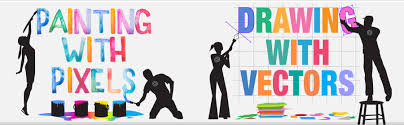 PAINTING
WITH
PIXELS
DRAWING
WITH
VECTORS